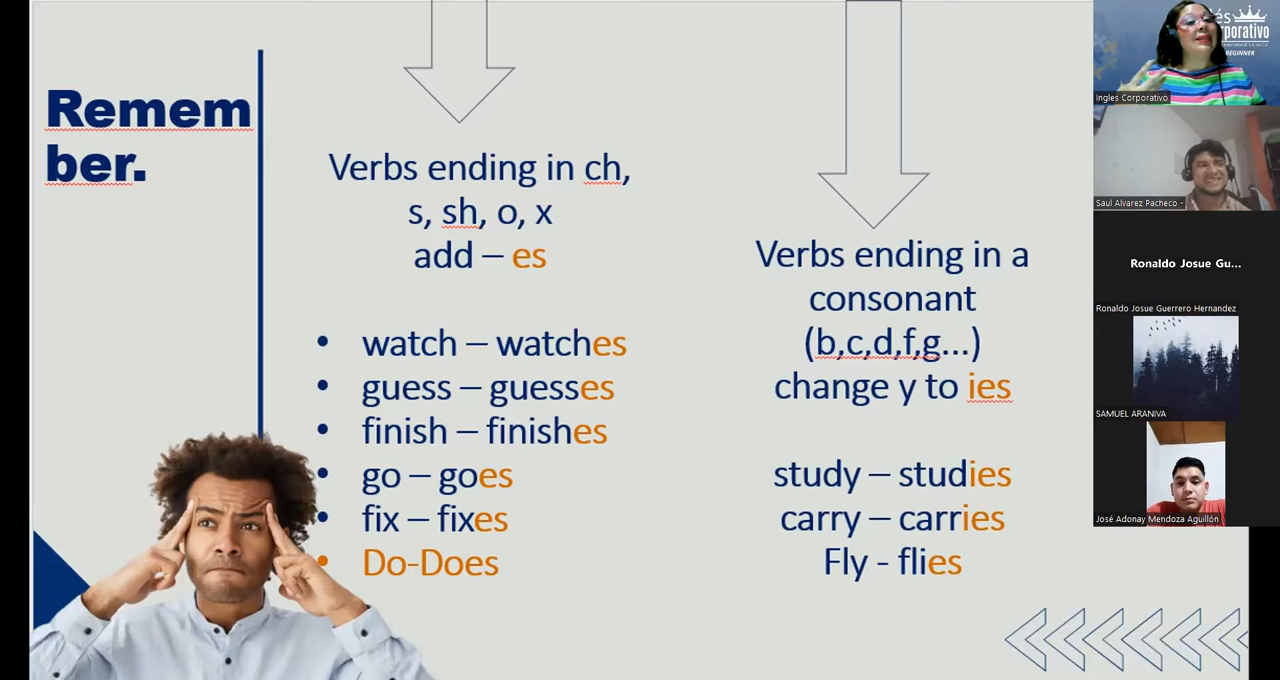 Remem
ber.
Verbs ending in ch,
s, sh, o, x
add – es
• watch – watches
• guess – guesses
• finish – finishes
• go – goes
• fix – fixes
• Do-Does
Verbs ending in a
consonant
(b,c,d,f,g...)
change y to ies
study – studies
carry – carries
Fly - flies
BEGINNER
Ingles Corporativo
Saul Alvarez Pacheco -
Ronaldo Josue Gu...
Ronaldo Josue Guerrero Hernandez
SAMUEL ARANIVA
José Adonay Mendoza Aguillón